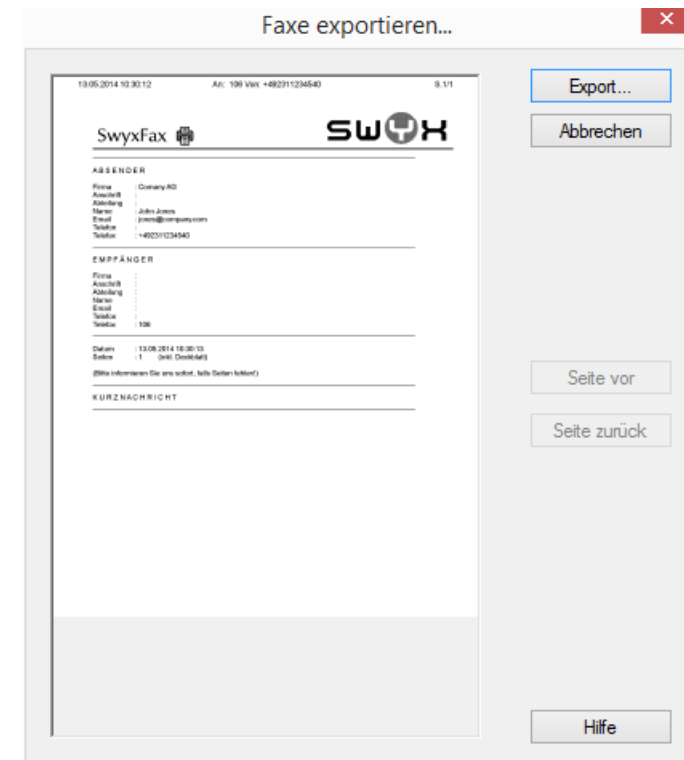 Faxe exportieren...
13.05.2014 10:30:12 An: 106 Von: +492311234540 S.1/1
SwyxFax swyx
ABSENDER
Firma : Comany AG
Anschrift :
Abteilung :
Name : John Jones
Email : jones@company.com
Telefon :
Telefax : +492311234540
EMPFÄNGER
Firma :
Anschrift :
Abteilung :
Name :
Email :
Telefon :
Telefax : 106
Datum : 13.05.2014 10:30:13
Seiten : 1 (inkl. Deckblatt)
(Bitte informieren Sie uns sofort, falls Seiten fehlen!)
KURZNACHRICHT
Export...
Abbrechen
Seite vor
Seite zurück
Hilfe